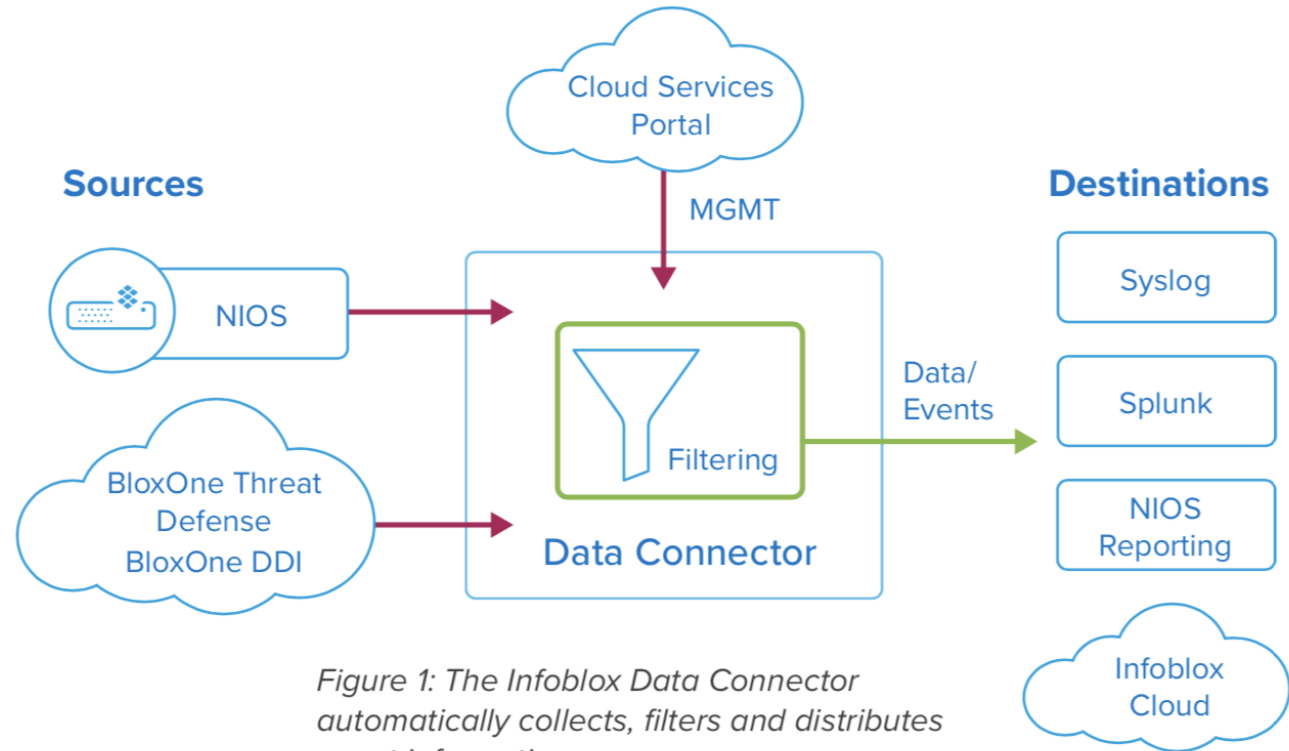 Cloud Services
Portal
Sources
MGMT
Destinations
NIOS
Syslog
Data/
Events
Splunk
Filtering
BloxOne Threat
Defense
BloxOne DDI
Data Connector
NIOS
Reporting
Infoblox
Cloud
Figure 1: The Infoblox Data Connector
automatically collects, filters and distributes